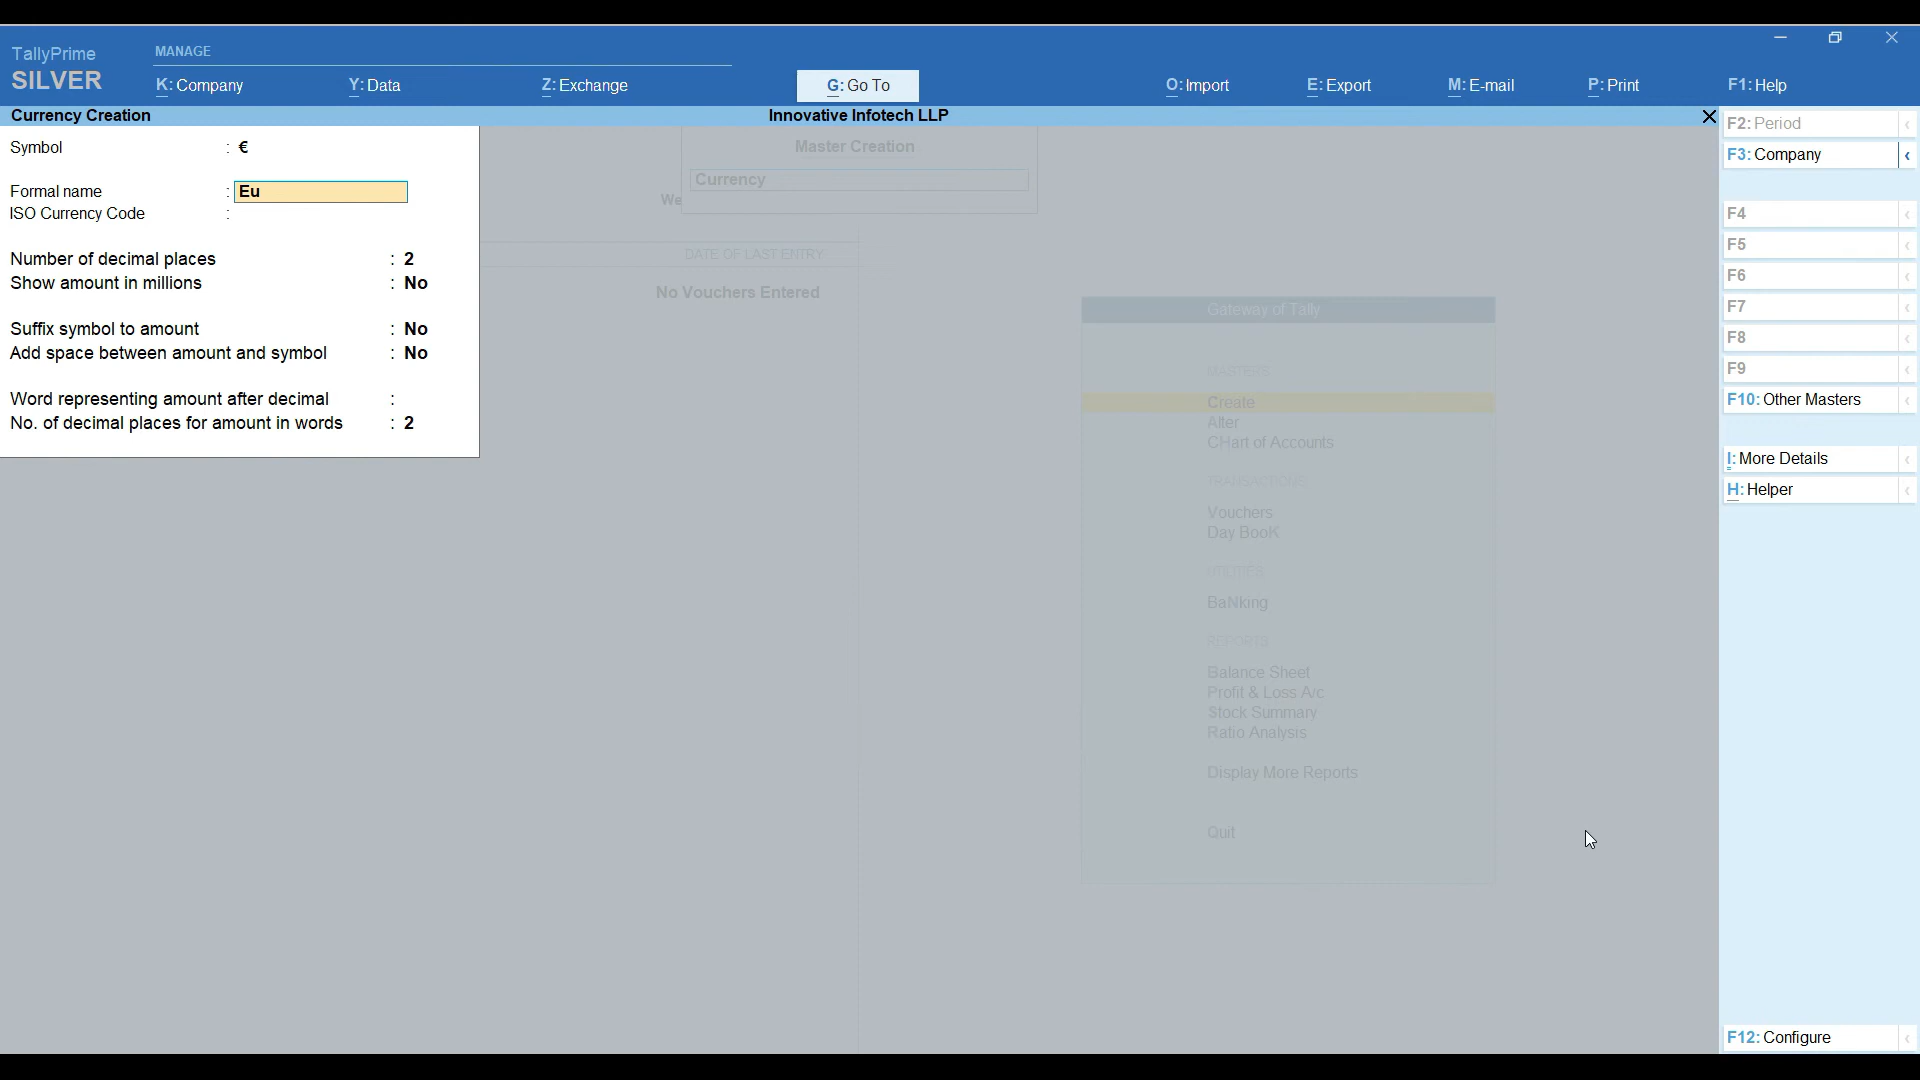 TallyPrime
SILVER
MANAGE
K: Company
Y: Data
Z: Exchange
G: Go To
O: Import
E: Export
M: E-mail
P: Print
F1: Help
Currency Creation
Innovative Infotech LLP
Symbol : €
Formal name : Eu
ISO Currency Code :
Number of decimal places : 2
Show amount in millions : No
Suffix symbol to amount : No
Add space between amount and symbol : No
Word representing amount after decimal :
No. of decimal places for amount in words : 2
Master Creation
Currency
We
DATE OF LAST ENTRY
No Vouchers Entered
Gateway of Tally
MASTERS
Create
Alter
CHart of Accounts
TRANSACTIONS
Vouchers
Day BooK
UTILITIES
BaNking
REPORTS
Balance Sheet
Profit & Loss A/c
Stock Summary
Ratio Analysis
Display More Reports
Quit
F2: Period
F3: Company
F4
F5
F6
F7
F8
F9
F10: Other Masters
I: More Details
H: Helper
F12: Configure